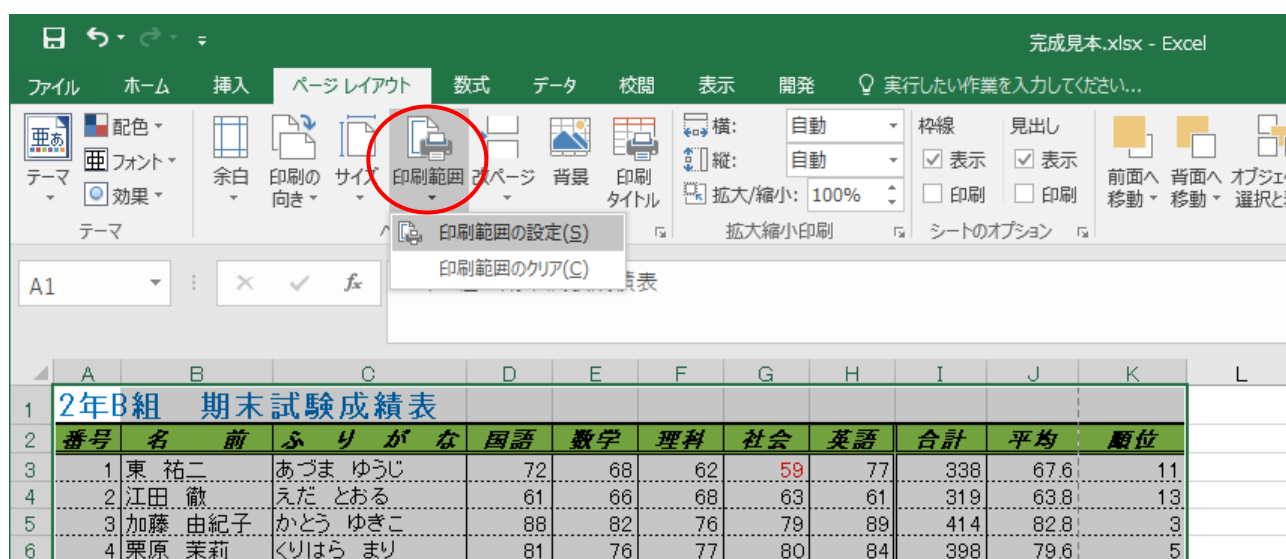 完成見本.xlsx - Excel
ファイル ホーム 挿入 ページ レイアウト 数式 データ 校閲 表示 開発 実行したい作業を入力してください...
亜あ テーマ
配色
亜 フォント
効果
余白
印刷の向き
サイズ
印刷範囲
改ページ
背景
印刷タイトル
横: 自動
縦: 自動
拡大/縮小: 100%
枠線 見出し
表示 表示
印刷 印刷
前面へ移動
背面へ移動
テーマ 拡大縮小印刷 シートのオプション
印刷範囲の設定(S)
印刷範囲のクリア(C)
A1 fx 績表
A B C D E F G H I J K L
1 2年B組 期末試験成績表
2 番号 名 前 ふ り が な 国語 数学 理科 社会 英語 合計 平均 順位
3 1 東 祐二 あづま ゆうじ 72 68 62 59 77 338 67.6 11
4 2 江田 徹 えだ とおる 61 66 68 63 61 319 63.8 13
5 3 加藤 由紀子 かとう ゆきこ 88 82 76 79 89 414 82.8 3
6 4 栗原 茉莉 くりはら まり 81 76 77 80 84 398 79.6 5